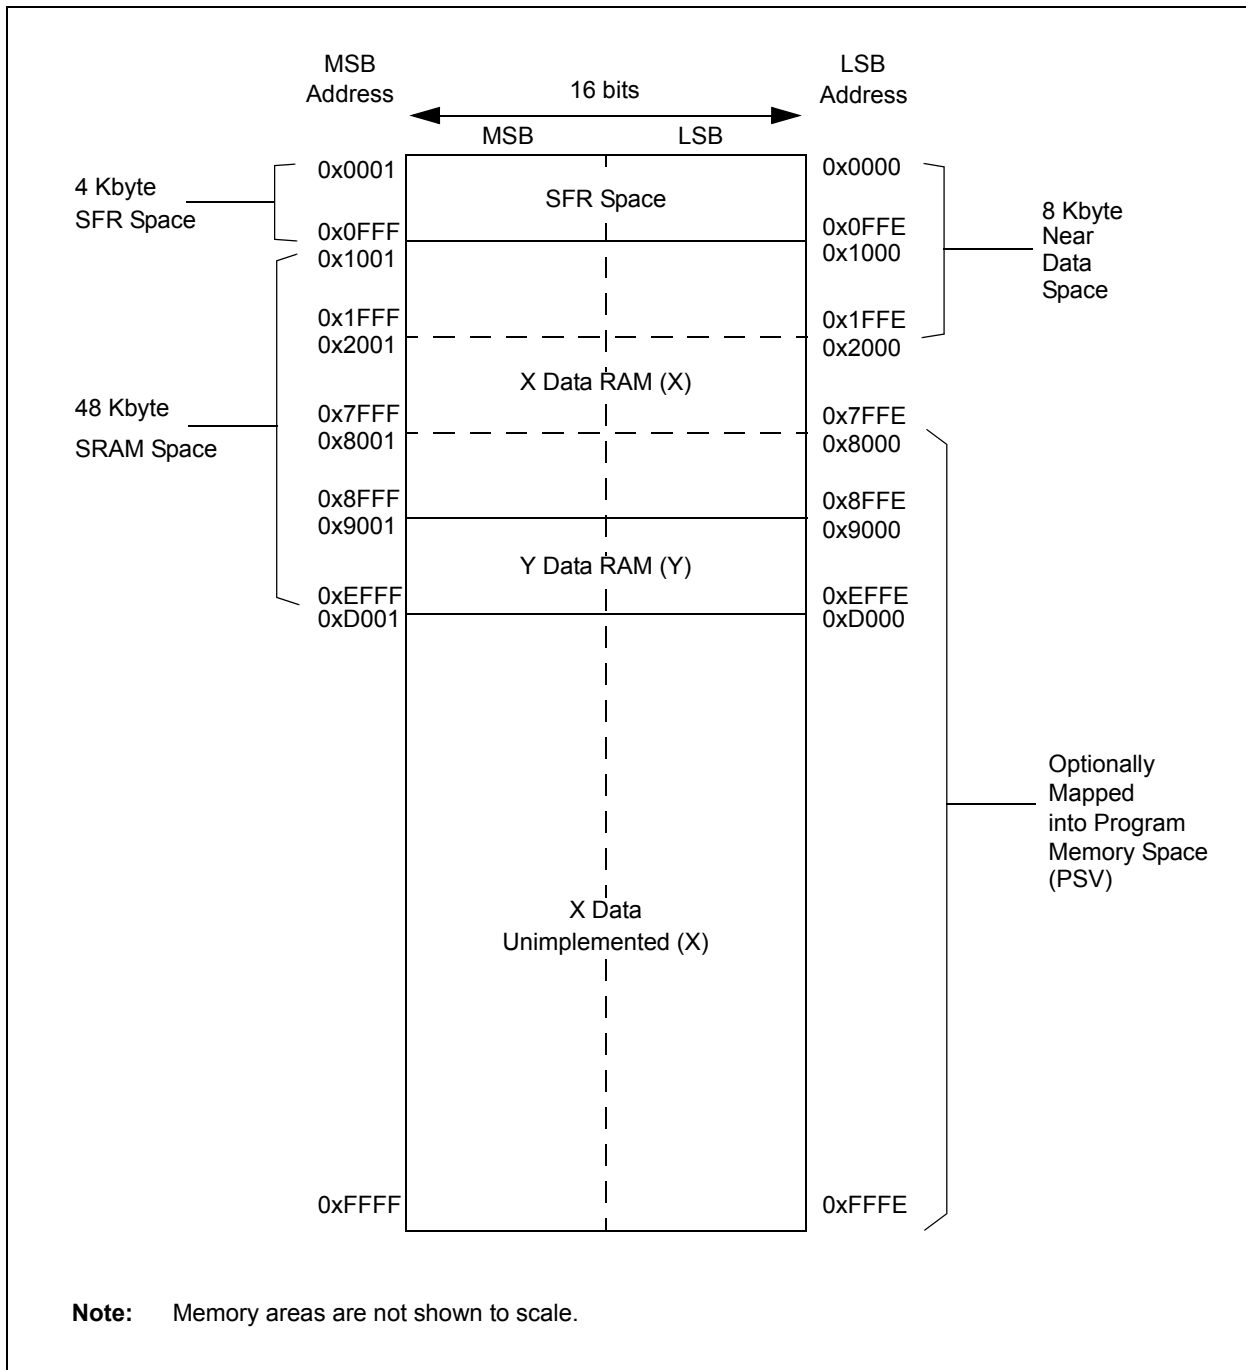 MSB
Address
LSB
Address
16 bits
MSB
LSB
4 Kbyte
SFR Space
0x0001
SFR Space
0x0000
0x0FFF
0x1001
0x0FFE
0x1000
8 Kbyte
Near
Data
Space
0x1FFF
0x2001
0x1FFE
0x2000
48 Kbyte
SRAM Space
X Data RAM (X)
0x7FFF
0x8001
0x7FFE
0x8000
0x8FFF
0x9001
0x8FFE
0x9000
Y Data RAM (Y)
0xEFFF
0xD001
0xEFFE
0xD000
Optionally
Mapped
into Program
Memory Space
(PSV)
X Data
Unimplemented (X)
0xFFFF
0xFFFE
Note: Memory areas are not shown to scale.